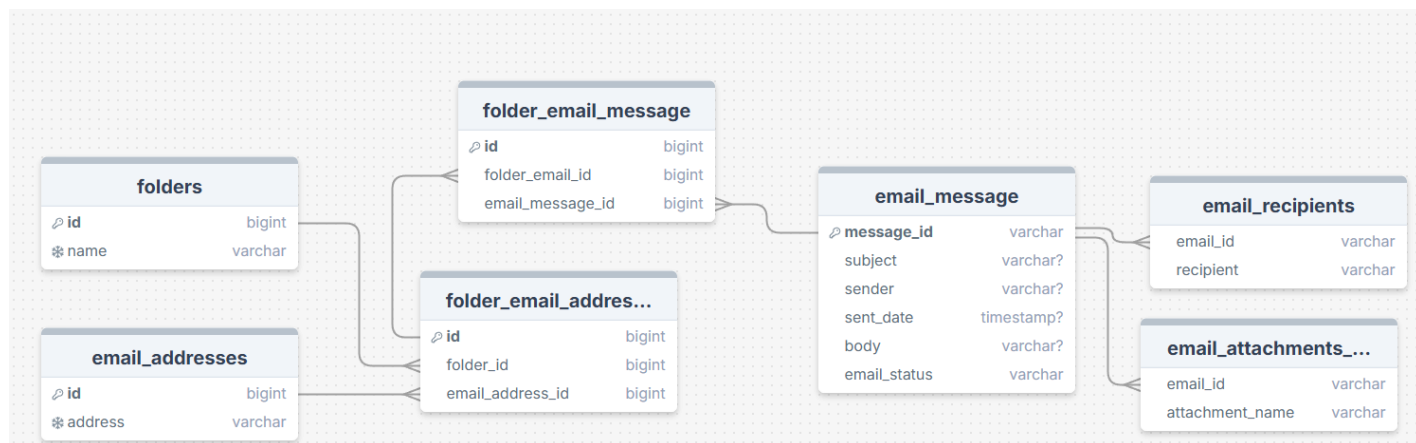 folder_email_message
id bigint
folder_email_id bigint
email_message_id bigint
folders
id bigint
name varchar
email_addresses
id bigint
address varchar
folder_email_addres...
id bigint
folder_id bigint
email_address_id bigint
email_message
message_id varchar
subject varchar?
sender varchar?
sent_date timestamp?
body varchar?
email_status varchar
email_recipients
email_id varchar
recipient varchar
email_attachments_...
email_id varchar
attachment_name varchar